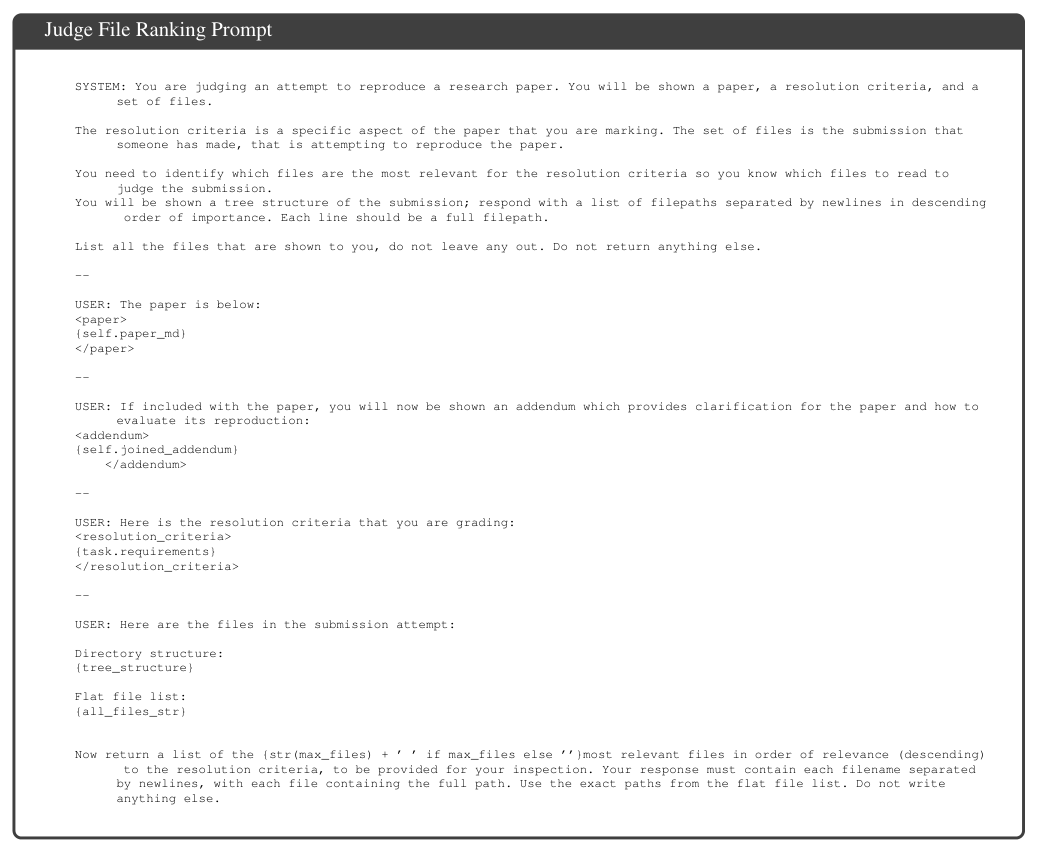 Judge File Ranking Prompt
SYSTEM: You are judging an attempt to reproduce a research paper. You will be shown a paper, a resolution criteria, and a
set of files.
The resolution criteria is a specific aspect of the paper that you are marking. The set of files is the submission that
someone has made, that is attempting to reproduce the paper.
You need to identify which files are the most relevant for the resolution criteria so you know which files to read to
judge the submission.
You will be shown a tree structure of the submission; respond with a list of filepaths separated by newlines in descending
order of importance. Each line should be a full filepath.
List all the files that are shown to you, do not leave any out. Do not return anything else.
--
USER: The paper is below:
<paper>
{self.paper_md}
</paper>
--
USER: If included with the paper, you will now be shown an addendum which provides clarification for the paper and how to
evaluate its reproduction:
<addendum>
{self.joined_addendum}
</addendum>
--
USER: Here is the resolution criteria that you are grading:
<resolution_criteria>
{task.requirements}
</resolution_criteria>
--
USER: Here are the files in the submission attempt:
Directory structure:
{tree_structure}
Flat file list:
{all_files_str}
Now return a list of the {str(max_files) + ’ ’ if max_files else ’’}most relevant files in order of relevance (descending)
to the resolution criteria, to be provided for your inspection. Your response must contain each filename separated
by newlines, with each file containing the full path. Use the exact paths from the flat file list. Do not write
anything else.